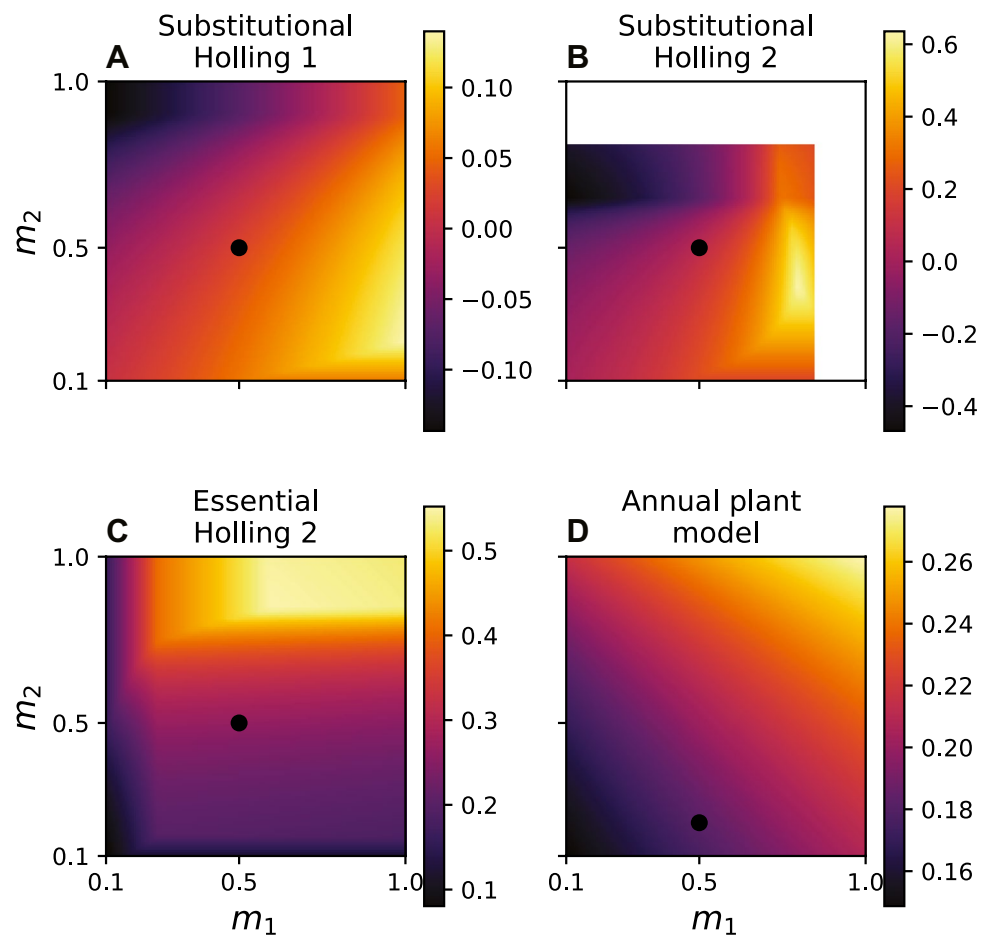 A
Substitutional
Holling 1
1.0
0.5
0.1
m2
0.10
0.05
0.00
−0.05
−0.10
B
Substitutional
Holling 2
0.6
0.4
0.2
0.0
−0.2
−0.4
C
Essential
Holling 2
1.0
0.5
0.1
m2
0.1
0.5
1.0
m1
0.5
0.4
0.3
0.2
0.1
D
Annual plant
model
0.1
0.5
1.0
m1
0.26
0.24
0.22
0.20
0.18
0.16